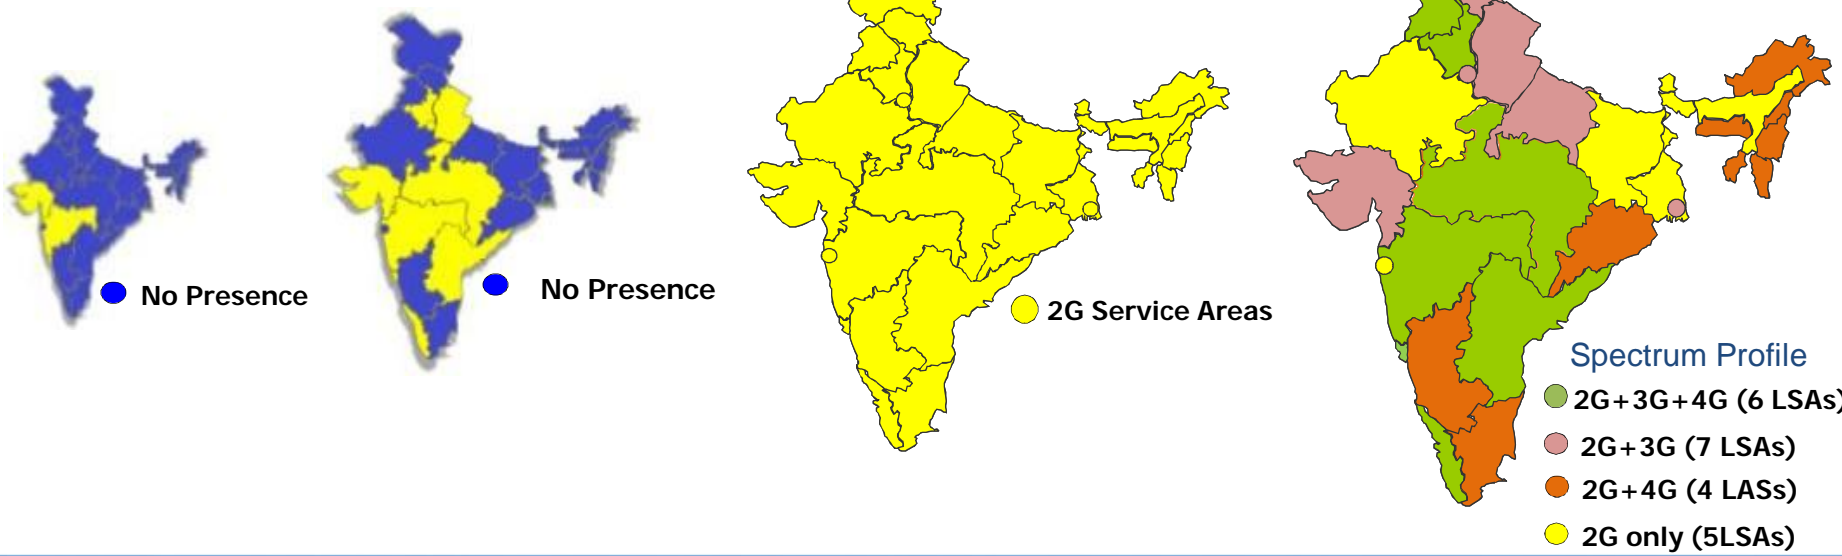 No Presence
No Presence
2G Service Areas
Spectrum Profile
2G+3G+4G (6 LSAs)
2G+3G (7 LSAs)
2G+4G (4 LASs)
2G only (5LSAs)